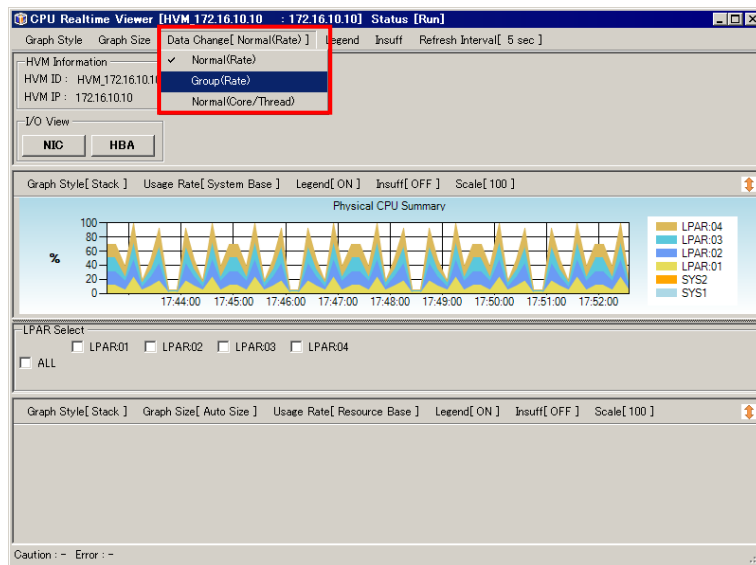 CPU Realtime Viewer [HVM_172.16.10.10 : 172.16.10.10] Status [Run]
Graph Style Graph Size Data Change[ Normal(Rate) ] Legend Insuff Refresh Interval[ 5 sec ]
✓ Normal(Rate)
Group(Rate)
Normal(Core/Thread)
HVM Information
HVM ID : HVM_172.16.10.10
HVM IP : 172.16.10.10
I/O View
NIC HBA
Graph Style[ Stack ] Usage Rate[ System Base ] Legend[ ON ] Insuff[ OFF ] Scale[ 100 ]
Physical CPU Summary
%
100
80
60
40
20
0
17:44:00 17:45:00 17:46:00 17:47:00 17:48:00 17:49:00 17:50:00 17:51:00 17:52:00
LPAR:04
LPAR:03
LPAR:02
LPAR:01
SYS2
SYS1
LPAR Select
LPAR:01 LPAR:02 LPAR:03 LPAR:04
ALL
Graph Style[ Stack ] Graph Size[ Auto Size ] Usage Rate[ Resource Base ] Legend[ ON ] Insuff[ OFF ] Scale[ 100 ]
Caution : - Error : -